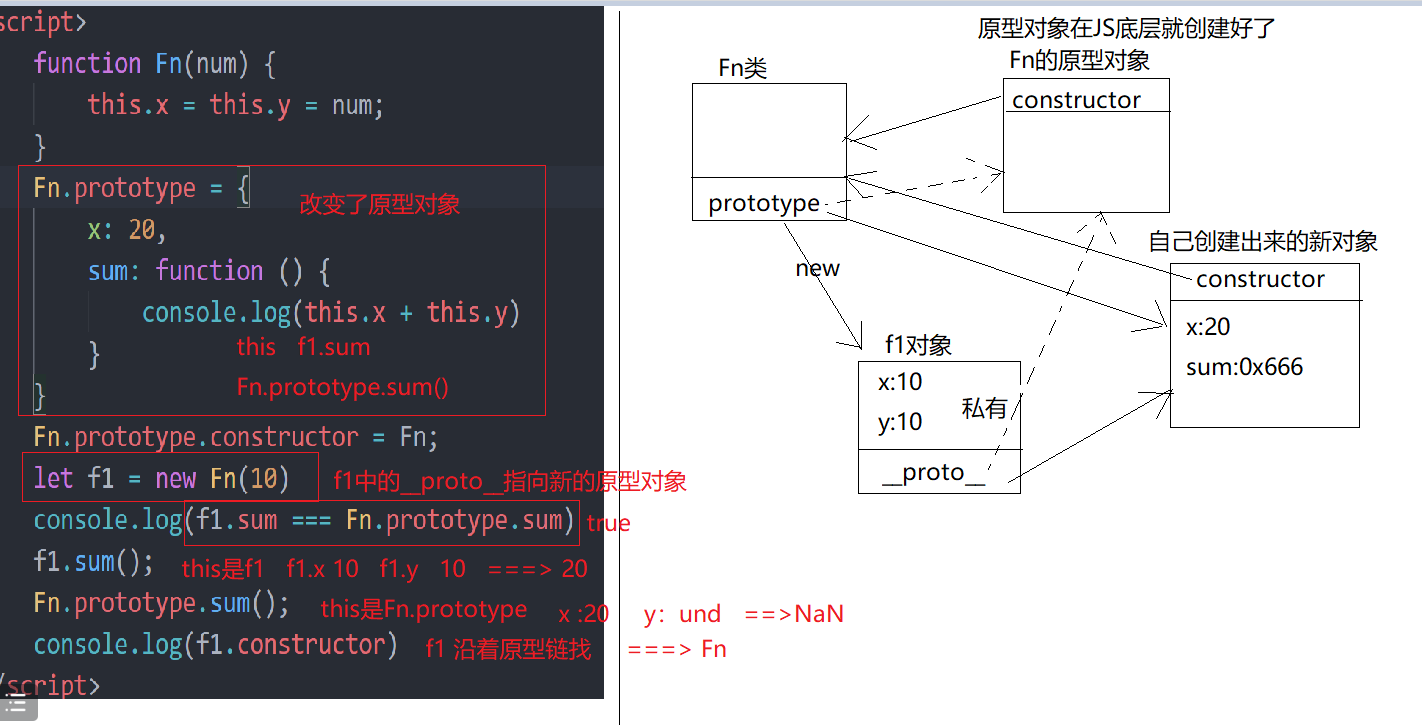 script>
function Fn(num) {
this.x = this.y = num;
}
Fn.prototype = {
改变了原型对象
x: 20,
sum: function () {
console.log(this.x + this.y)
}
this f1.sum
Fn.prototype.sum()
}
Fn.prototype.constructor = Fn;
let f1 = new Fn(10)
f1中的__proto__指向新的原型对象
console.log(f1.sum === Fn.prototype.sum) true
f1.sum(); this是f1 f1.x 10 f1.y 10 ===> 20
Fn.prototype.sum(); this是Fn.prototype x :20 y: und ==>NaN
console.log(f1.constructor) f1 沿着原型链找 ===> Fn
/script>
原型对象在JS底层就创建好了
Fn类
Fn的原型对象
constructor
prototype
new
自己创建出来的新对象
constructor
x:20
sum:0x666
f1对象
x:10
私有
y:10
__proto__